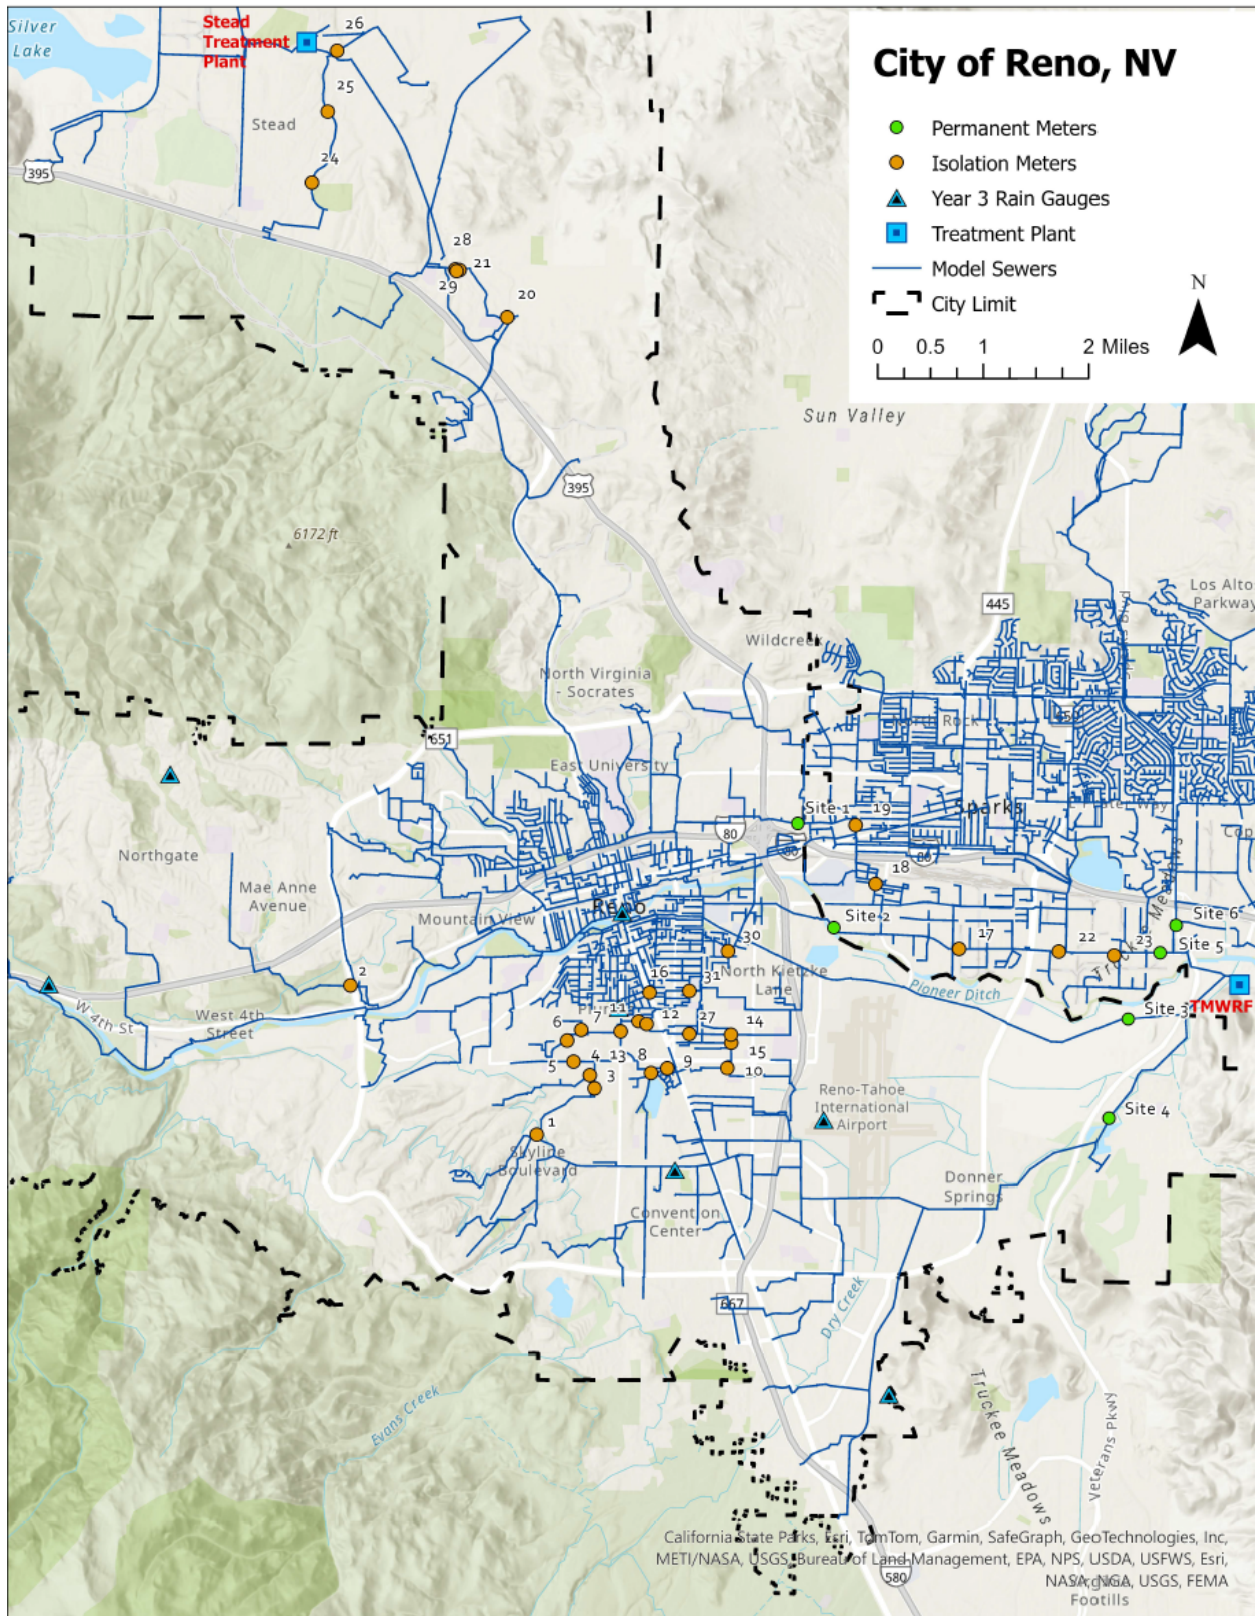 Silver
Lake
Stead
Treatment
Plant
26
25
Stead
24
395
28
21
29
20
City of Reno, NV
Permanent Meters
Isolation Meters
Year 3 Rain Gauges
Treatment Plant
Model Sewers
City Limit
N
0 0.5 1 2 Miles
Sun Valley
395
6172 ft
445
Los Alto
Parkway
Wildcreek
North Virginia
- Socrates
651
East University
Northgate
Mae Anne
Avenue
Mountain View
Reno
80
Site 1
19
Sparks
80
80
18
Site 2
17
22
23
Site 6
Site 5
Site 3
TMWRF
Site 4
30
North Kietzke
Lane
Pioneer Ditch
2
W 4th St
West 4th
Street
16
31
11
12
27
14
15
10
6
7
13
5
4
3
8
9
1
Skyline
Boulevard
Reno-Tahoe
International
Airport
Donner
Springs
Convention
Center
667
Dry Creek
Evans Creek
Truckee Meadows
Veterans Pkwy
580
California State Parks, Esri, TomTom, Garmin, SafeGraph, GeoTechnologies, Inc,
METI/NASA, USGS, Bureau of Land Management, EPA, NPS, USDA, USFWS, Esri,
NASA, NGA, USGS, FEMA
Foothills